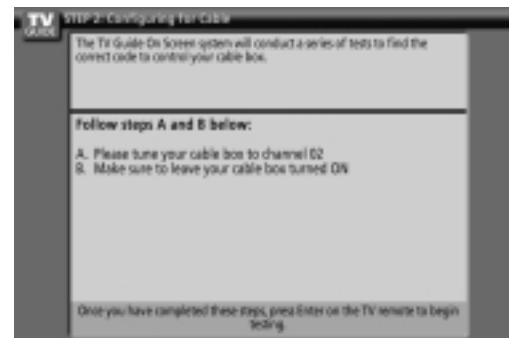 TV GUIDE
STEP 2: Configuring for Cable
The TV Guide On Screen system will conduct a series of tests to find the
correct code to control your cable box.
Follow steps A and B below:
A. Please tune your cable box to channel 02
B. Make sure to leave your cable box turned ON
Once you have completed these steps, press Enter on the TV remote to begin
testing.